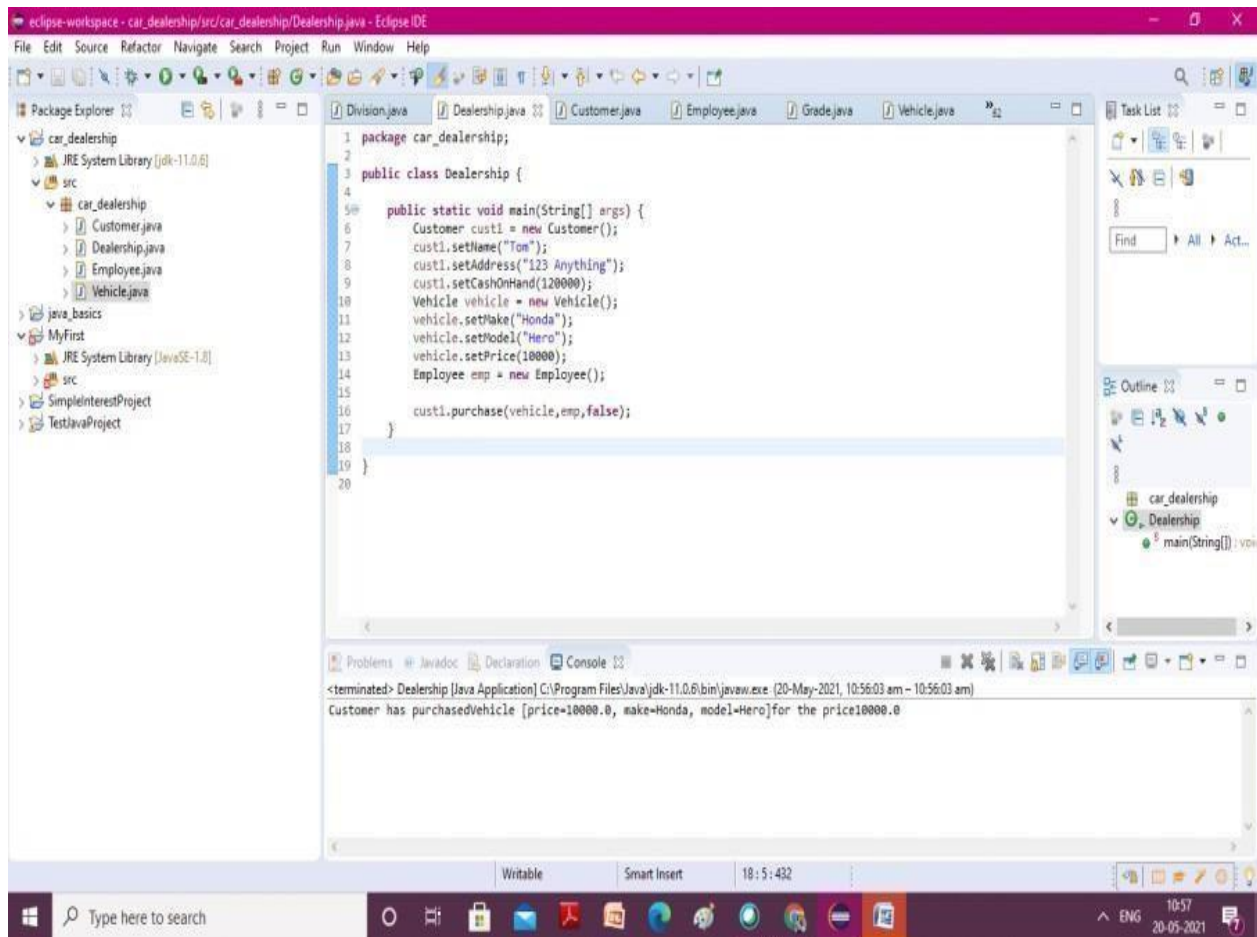 eclipse-workspace - car_dealership/src/car_dealership/Dealership.java - Eclipse IDE
File Edit Source Refactor Navigate Search Project Run Window Help
Package Explorer
car_dealership
JRE System Library [jdk-11.0.6]
src
car_dealership
Customer.java
Dealership.java
Employee.java
Vehicle.java
java_basics
MyFirst
JRE System Library [JavaSE-1.8]
src
SimpleInterestProject
TestJavaProject
Division.java Dealership.java Customer.java Employee.java Grade.java Vehicle.java
1 package car_dealership;
2
3 public class Dealership {
4
5 public static void main(String[] args) {
6 Customer cust1 = new Customer();
7 cust1.setName("Tom");
8 cust1.setAddress("123 Anything");
9 cust1.setCashOnHand(120000);
10 Vehicle vehicle = new Vehicle();
11 vehicle.setMake("Honda");
12 vehicle.setModel("Hero");
13 vehicle.setPrice(10000);
14 Employee emp = new Employee();
15
16 cust1.purchase(vehicle,emp,false);
17 }
18
19 }
20
Task List
Find All Act...
Outline
car_dealership
Dealership
main(String[]) : voi
Problems Javadoc Declaration Console
<terminated> Dealership [Java Application] C:\Program Files\Java\jdk-11.0.6\bin\javaw.exe (20-May-2021, 10:56:03 am – 10:56:03 am)
Customer has purchasedVehicle [price=10000.0, make=Honda, model=Hero]for the price10000.0
Writable Smart Insert 18 : 5 : 432
Type here to search
ENG
10:57
20-05-2021